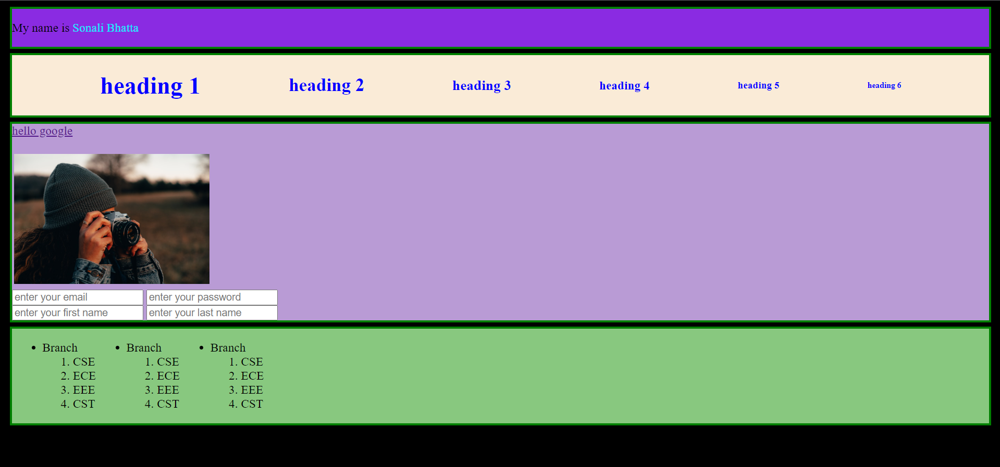 My name is Sonali Bhatta
heading 1 heading 2 heading 3 heading 4 heading 5 heading 6
hello google
enter your email enter your password
enter your first name enter your last name
Branch Branch Branch
1. CSE 1. CSE 1. CSE
2. ECE 2. ECE 2. ECE
3. EEE 3. EEE 3. EEE
4. CST 4. CST 4. CST